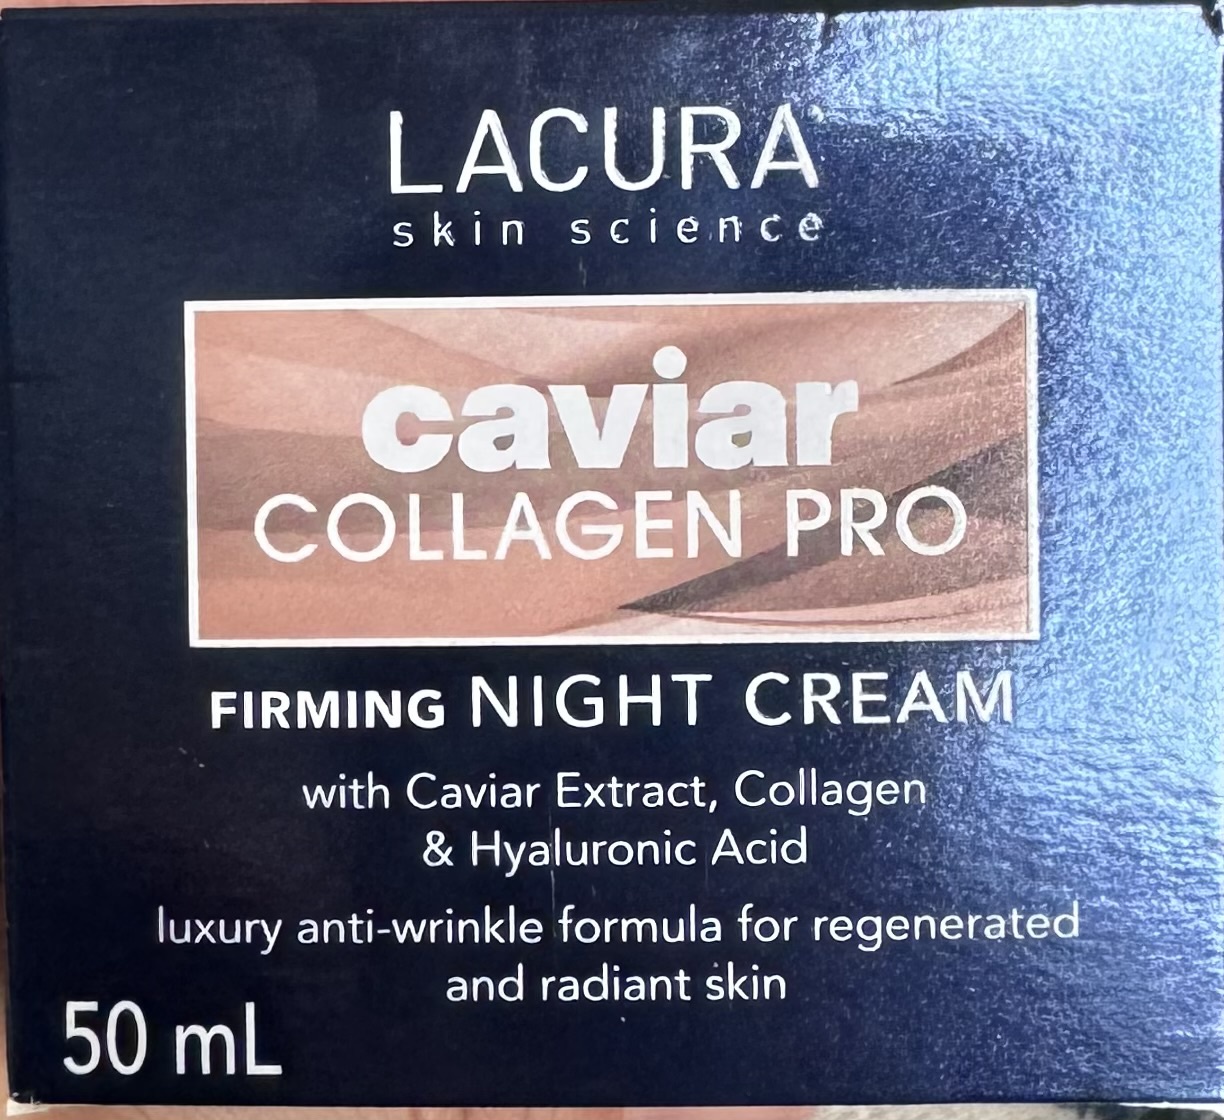 LACURA
skin science
caviar
COLLAGEN PRO
FIRMING NIGHT CREAM
with Caviar Extract, Collagen
& Hyaluronic Acid
luxury anti-wrinkle formula for regenerated
and radiant skin
50 mL